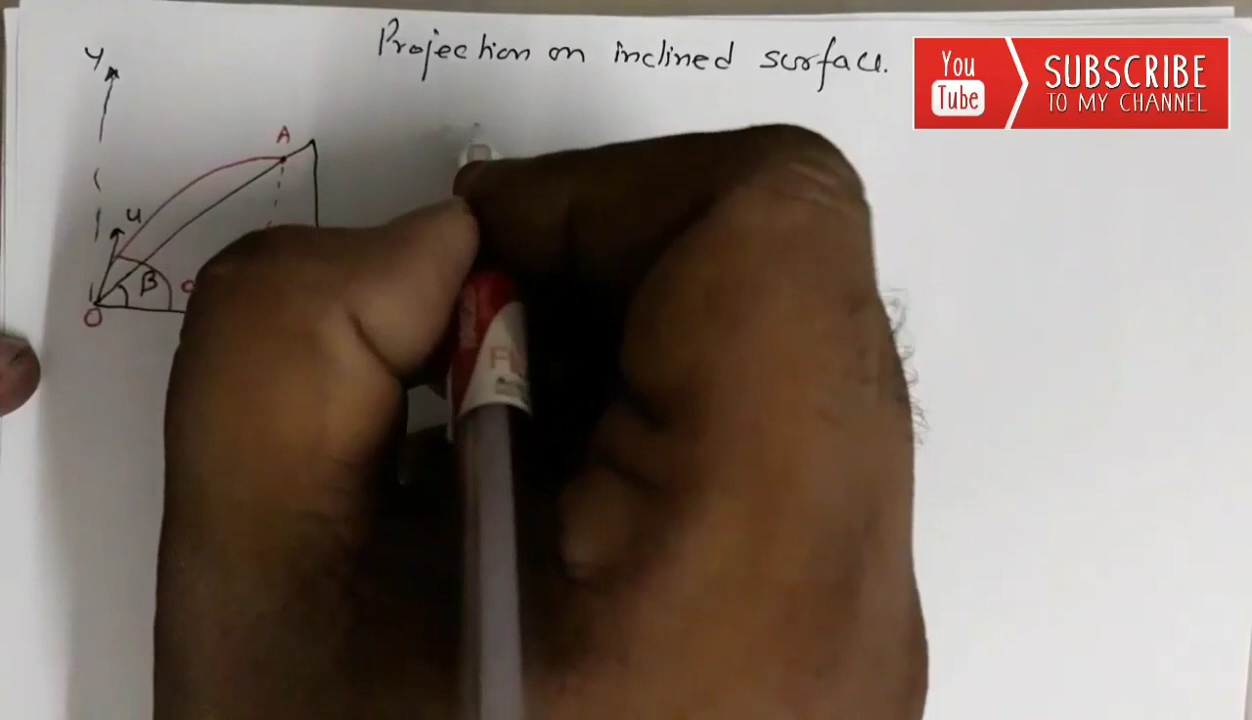 Projection on inclined surface.
You
Tube
SUBSCRIBE
TO MY CHANNEL
y
A
u
β
O